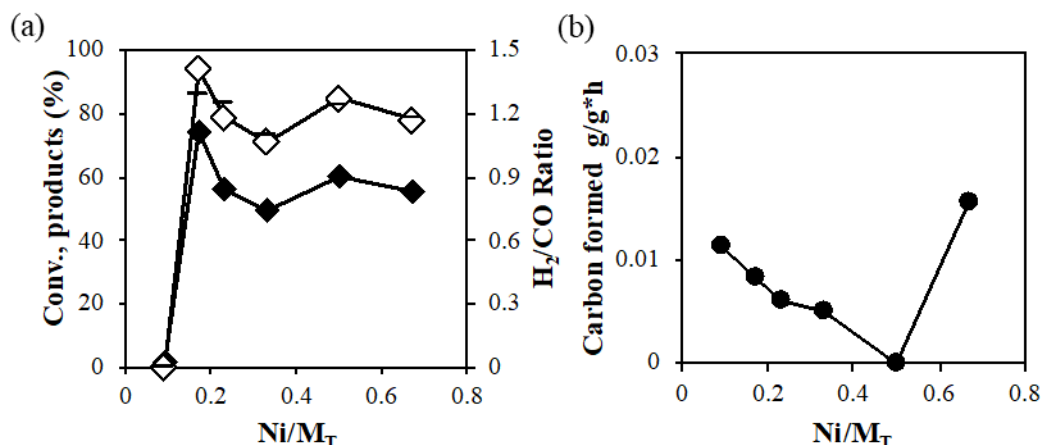 (a)
100
80
60
40
20
0
Conv., products (%)
1.5
1.2
0.9
0.6
0.3
0
H₂/CO Ratio
0 0.2 0.4 0.6 0.8
Ni/M_T
(b)
0.03
0.02
0.01
0
Carbon formed g/g*h
0 0.2 0.4 0.6 0.8
Ni/M_T